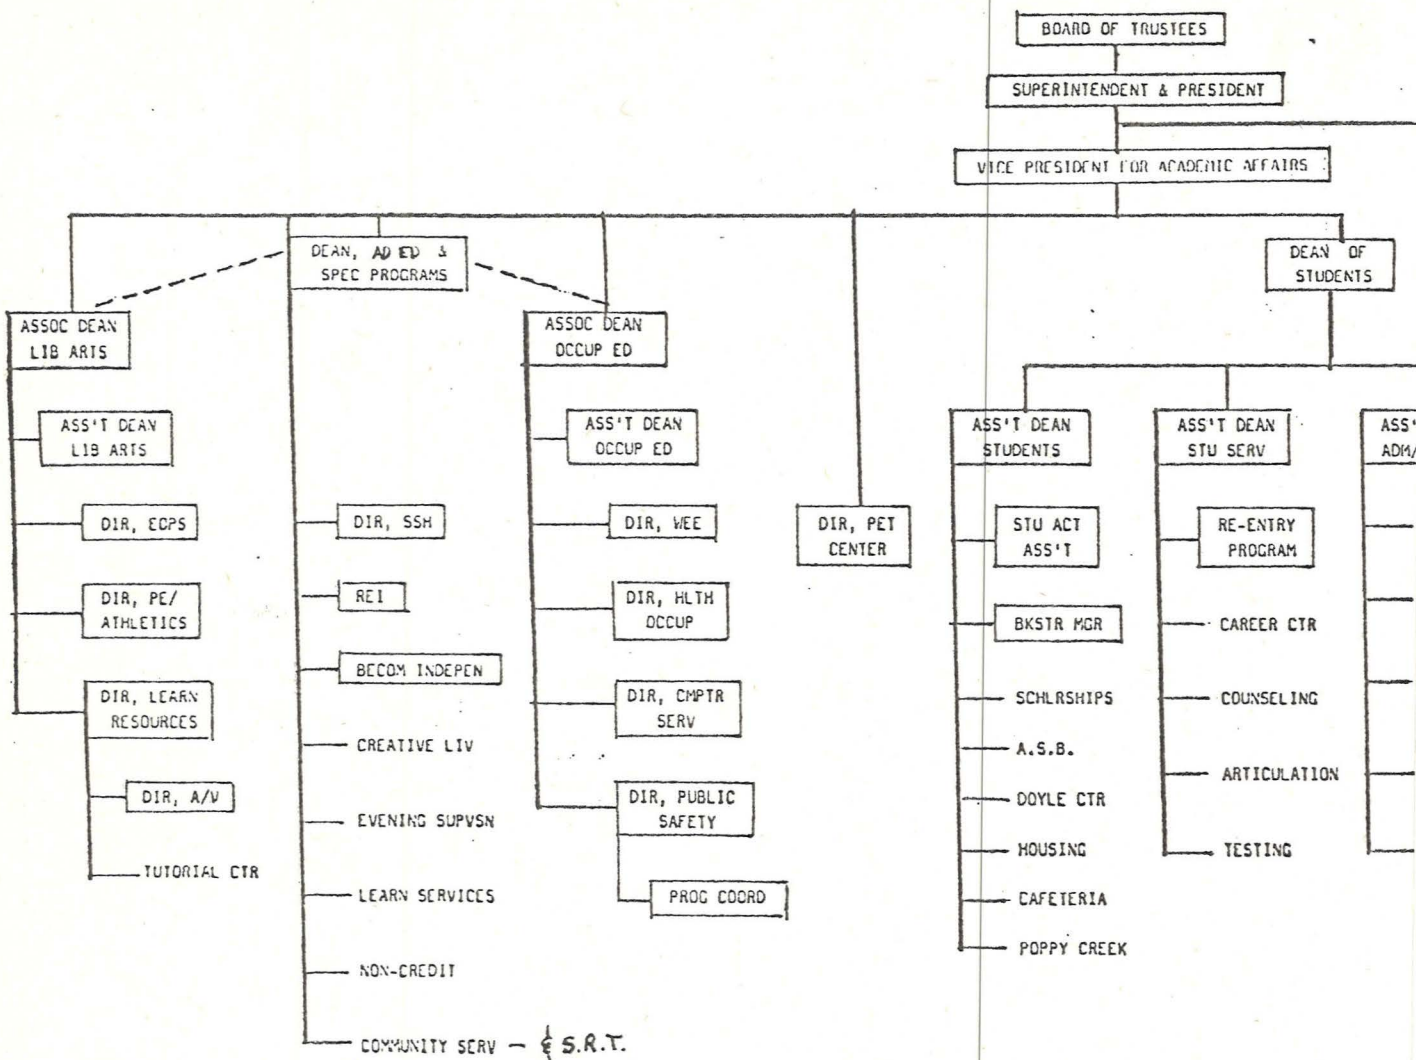 BOARD OF TRUSTEES
SUPERINTENDENT & PRESIDENT
VICE PRESIDENT FOR ACADEMIC AFFAIRS
DEAN, AD ED &
SPEC PROGRAMS
DEAN OF
STUDENTS
ASSOC DEAN
LIB ARTS
ASS'T DEAN
LIB ARTS
DIR, EOPS
DIR, PE/
ATHLETICS
DIR, LEARN
RESOURCES
DIR, A/V
TUTORIAL CTR
DIR, SSH
REI
BECOM INDEPEN
CREATIVE LIV
EVENING SUPVSN
LEARN SERVICES
NON-CREDIT
COMMUNITY SERV - & S.R.T.
ASSOC DEAN
OCCUP ED
ASS'T DEAN
OCCUP ED
DIR, WEE
DIR, HLTH
OCCUP
DIR, CMPTR
SERV
DIR, PUBLIC
SAFETY
PROG COORD
DIR, PET
CENTER
ASS'T DEAN
STUDENTS
STU ACT
ASS'T
BKSTR MGR
SCHLRSHIPS
A.S.B.
DOYLE CTR
HOUSING
CAFETERIA
POPPY CREEK
ASS'T DEAN
STU SERV
RE-ENTRY
PROGRAM
CAREER CTR
COUNSELING
ARTICULATION
TESTING
ASS'
ADM/